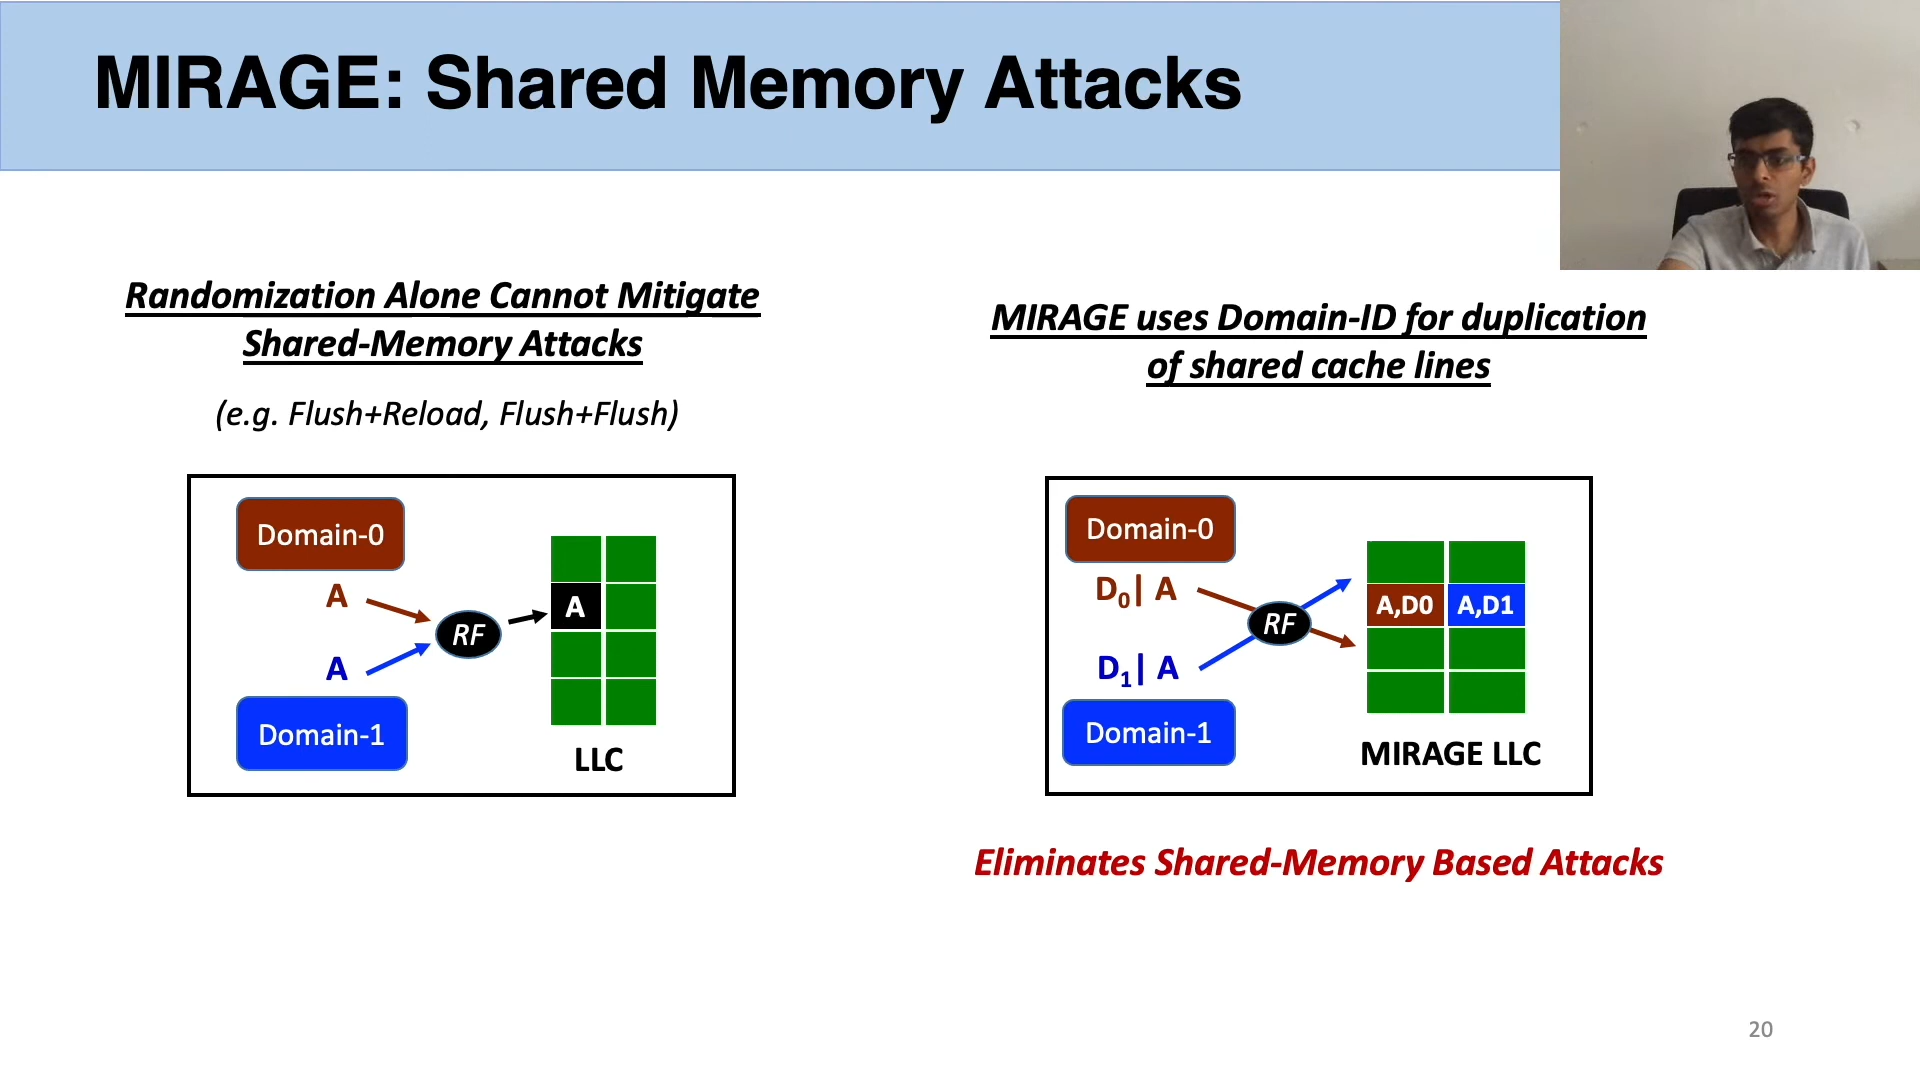 MIRAGE: Shared Memory Attacks
Randomization Alone Cannot Mitigate
Shared-Memory Attacks
(e.g. Flush+Reload, Flush+Flush)
Domain-0
A
RF
A
A
Domain-1
LLC
MIRAGE uses Domain-ID for duplication
of shared cache lines
Domain-0
D₀| A
RF
A,D0 A,D1
D₁| A
Domain-1
MIRAGE LLC
Eliminates Shared-Memory Based Attacks
20